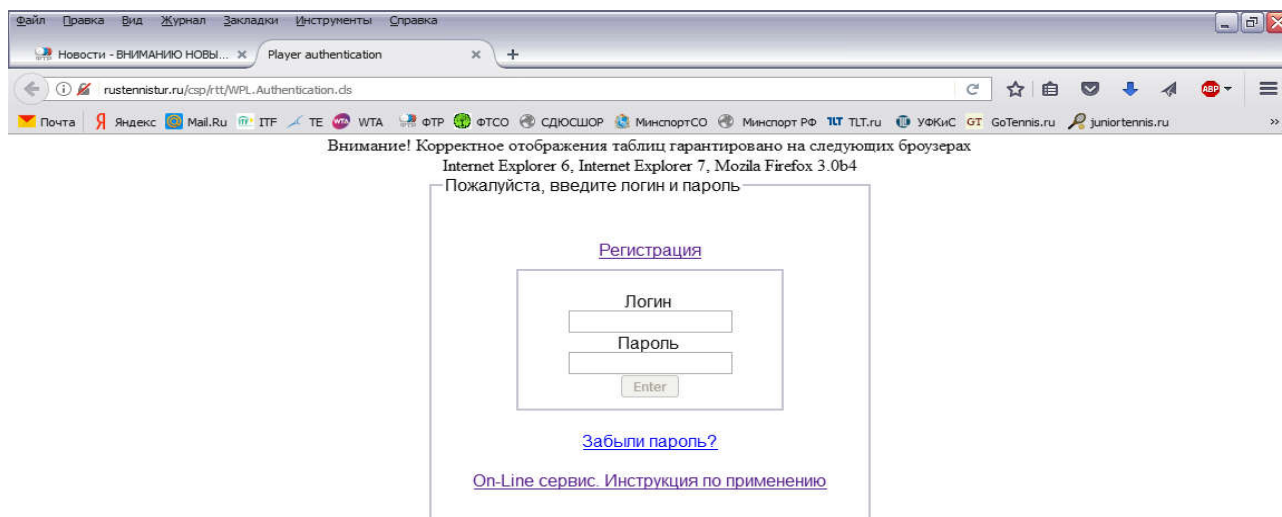 Файл Правка Вид Журнал Закладки Инструменты Справка
Новости - ВНИМАНИЮ НОВЫ... Player authentication
rustennistur.ru/csp/rtt/WPL.Authentication.cls
ABP
Почта Яндекс Mail.Ru ITF TE WTA ФТР ФТСО СДЮСШОР МинспортСО Минспорт РФ TLT.ru УФКиС GT GoTennis.ru juniortennis.ru
Внимание! Корректное отображения таблиц гарантировано на следующих броузерах
Internet Explorer 6, Internet Explorer 7, Mozilla Firefox 3.0b4
Пожалуйста, введите логин и пароль
Регистрация
Логин
Пароль
Enter
Забыли пароль?
On-Line сервис. Инструкция по применению